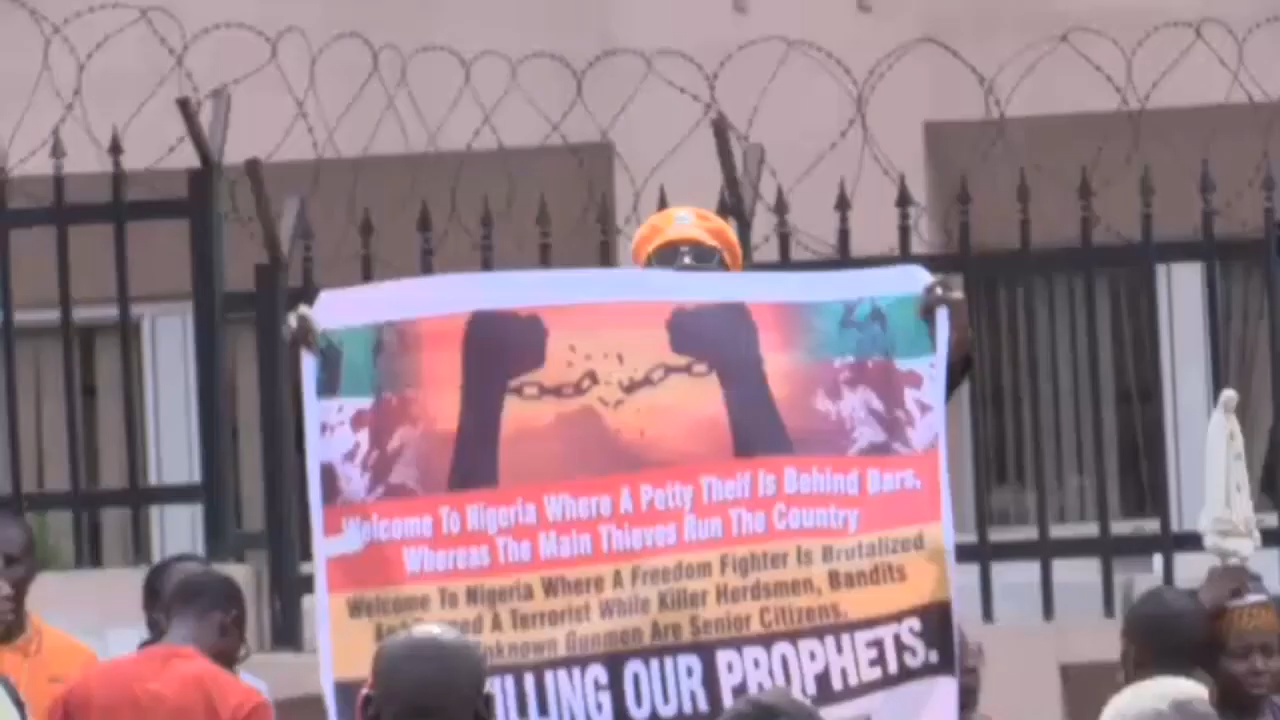 Welcome To Nigeria Where A Petty Theif Is Behind Bars,
Whereas The Main Thieves Run The Country
Welcome To Nigeria Where A Freedom Fighter Is Brutalized
A Terrorist While Killer Herdsmen, Bandits
Gunmen Are Senior Citizens.
OUR PROPHETS.